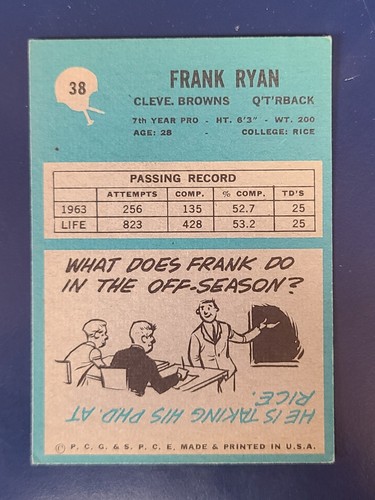 38
FRANK RYAN
CLEVE. BROWNS Q'T'RBACK
7th YEAR PRO - HT. 6'3" - WT. 200
AGE: 28 - COLLEGE: RICE
PASSING RECORD
ATTEMPTS COMP. % COMP. TD'S
1963 256 135 52.7 25
LIFE 823 428 53.2 25
WHAT DOES FRANK DO
IN THE OFF-SEASON?
HE IS TAKING HIS PHD. AT
RICE.
© P. C. G. & S. P. C. E, MADE & PRINTED IN U.S.A.